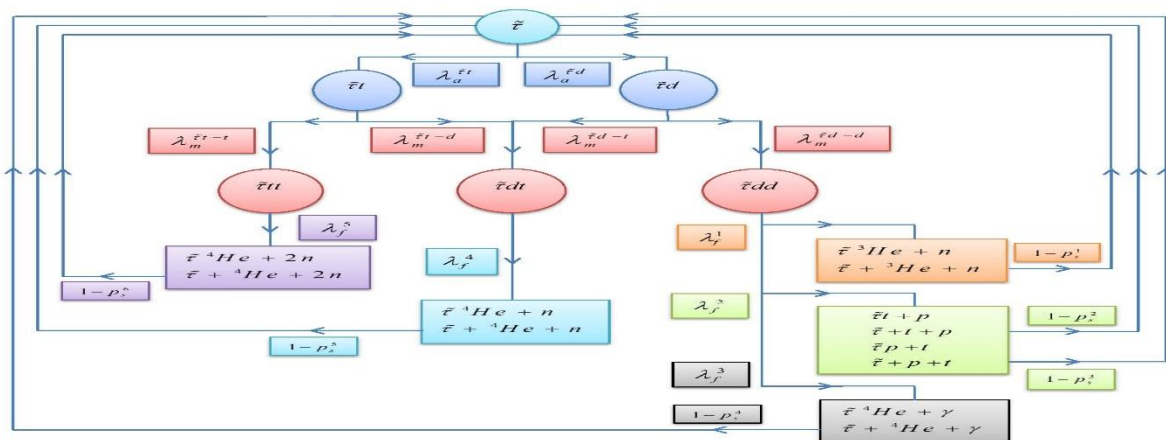 τ̃
λ_a^{τ̃t}
λ_a^{τ̃d}
τ̃t
τ̃d
λ_m^{τ̃t−t}
λ_m^{τ̃t−d}
λ_m^{τ̃d−t}
λ_m^{τ̃d−d}
τ̃tt
τ̃dt
τ̃dd
λ_f^5
τ̃ ⁴He + 2n
τ̃ + ⁴He + 2n
1−p_s^6
λ_f^4
τ̃ ⁴He + n
τ̃ + ⁴He + n
1−p_s^5
λ_f^1
τ̃ ³He + n
τ̃ + ³He + n
1−p_s^1
λ_f^2
τ̃t + p
τ̃ + t + p
τ̃p + t
τ̃ + p + t
1−p_s^2
1−p_s^3
λ_f^3
1−p_s^4
τ̃ ⁴He + γ
τ̃ + ⁴He + γ